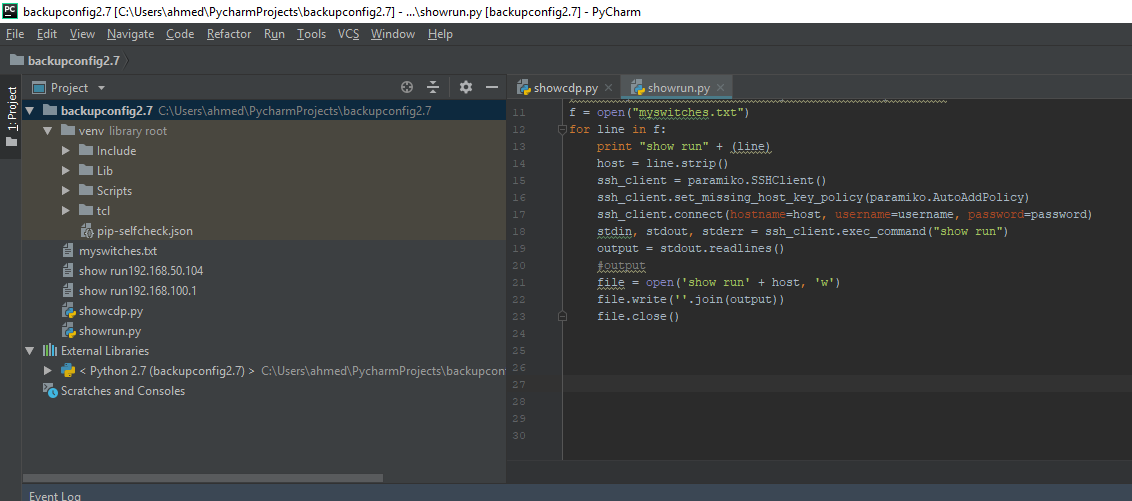 PC backupconfig2.7 [C:\Users\ahmed\PycharmProjects\backupconfig2.7] - ...\showrun.py [backupconfig2.7] - PyCharm
File Edit View Navigate Code Refactor Run Tools VCS Window Help
backupconfig2.7
1: Project
Project
backupconfig2.7 C:\Users\ahmed\PycharmProjects\backupconfig2.7
venv library root
Include
Lib
Scripts
tcl
pip-selfcheck.json
myswitches.txt
show run192.168.50.104
show run192.168.100.1
showcdp.py
showrun.py
External Libraries
< Python 2.7 (backupconfig2.7) > C:\Users\ahmed\PycharmProjects\backupcon
Scratches and Consoles
showcdp.py showrun.py
11 f = open("myswitches.txt")
12 for line in f:
13     print "show run" + (line)
14     host = line.strip()
15     ssh_client = paramiko.SSHClient()
16     ssh_client.set_missing_host_key_policy(paramiko.AutoAddPolicy)
17     ssh_client.connect(hostname=host, username=username, password=password)
18     stdin, stdout, stderr = ssh_client.exec_command("show run")
19     output = stdout.readlines()
20     #output
21     file = open('show run' + host, 'w')
22     file.write(''.join(output))
23     file.close()
24
25
26
27
28
29
30
Event Log